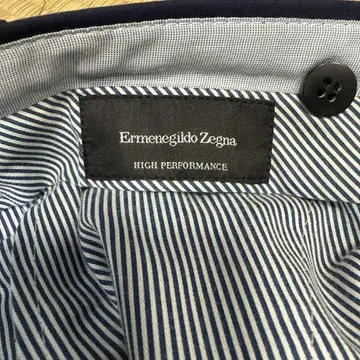 Ermenegildo Zegna
HIGH PERFORMANCE